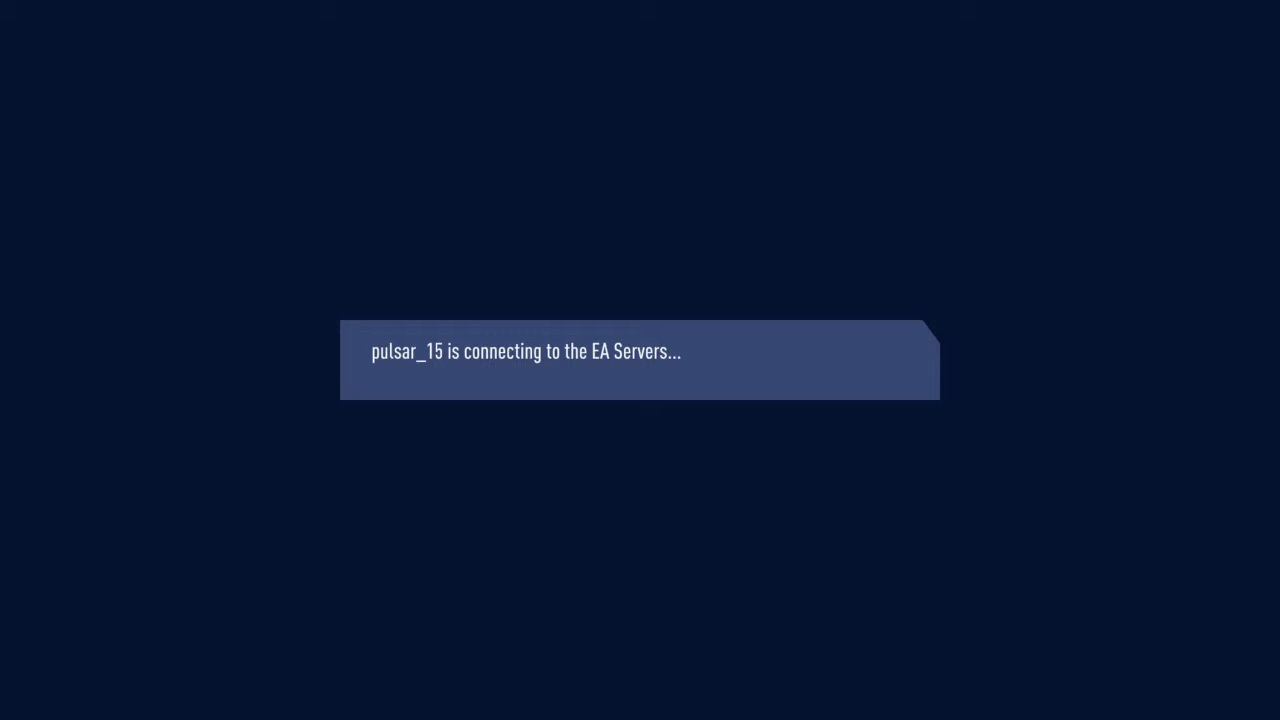 pulsar_15 is connecting to the EA Servers...